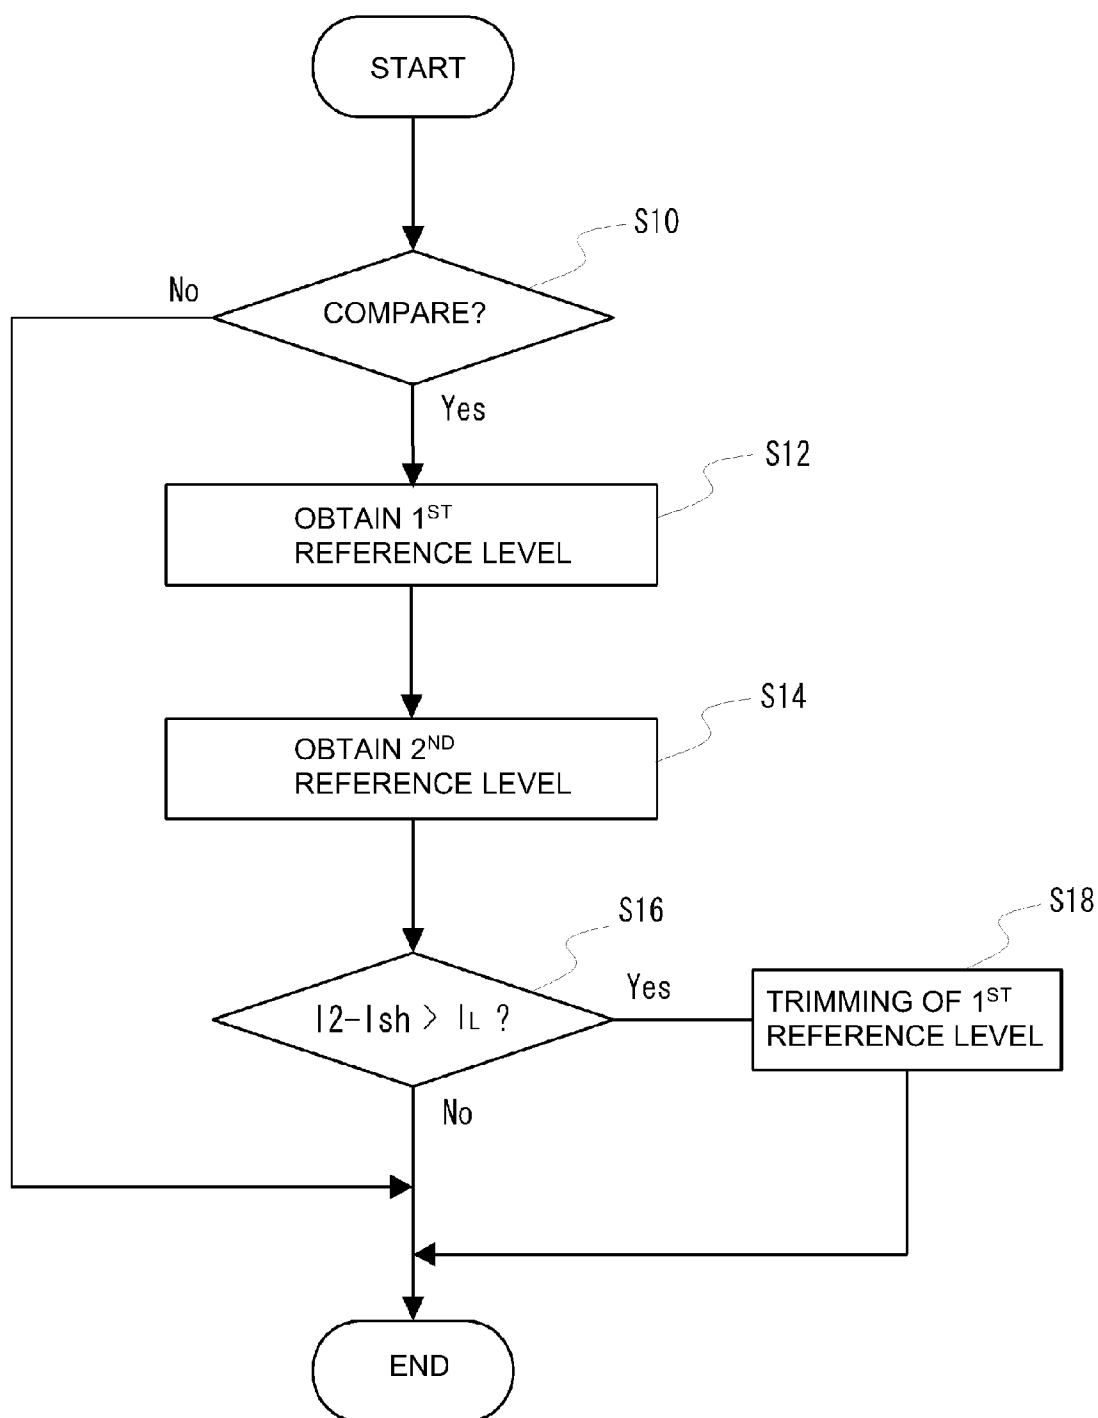 START
S10
No
COMPARE?
Yes
S12
OBTAIN 1ST
REFERENCE LEVEL
S14
OBTAIN 2ND
REFERENCE LEVEL
S16
S18
I2-Ish > IL ?
Yes
TRIMMING OF 1ST
REFERENCE LEVEL
No
END